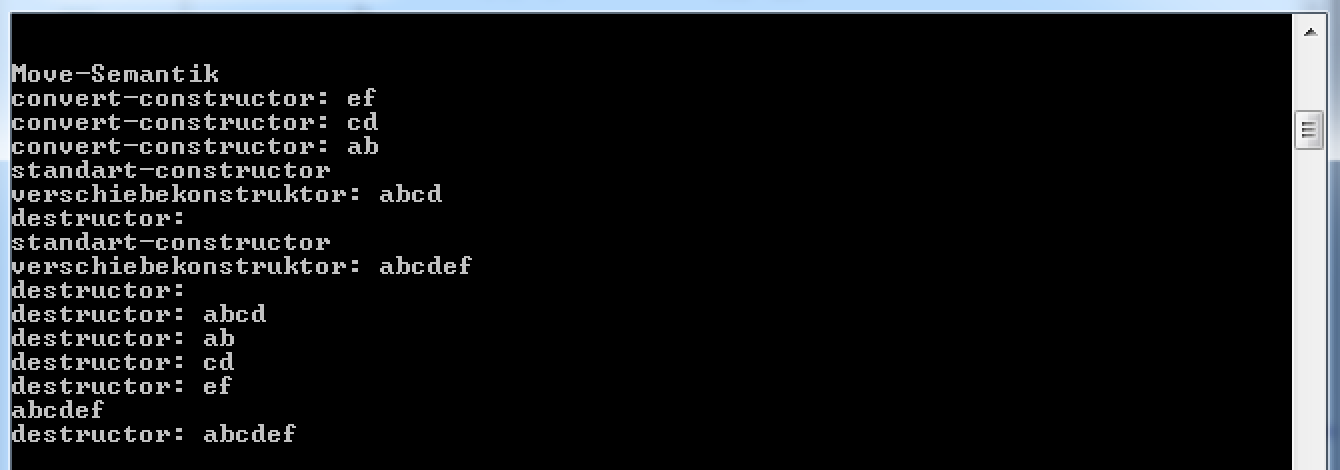 Move-Semantik
convert-constructor: ef
convert-constructor: cd
convert-constructor: ab
standart-constructor
verschiebekonstruktor: abcd
destructor:
standart-constructor
verschiebekonstruktor: abcdef
destructor:
destructor: abcd
destructor: ab
destructor: cd
destructor: ef
abcdef
destructor: abcdef